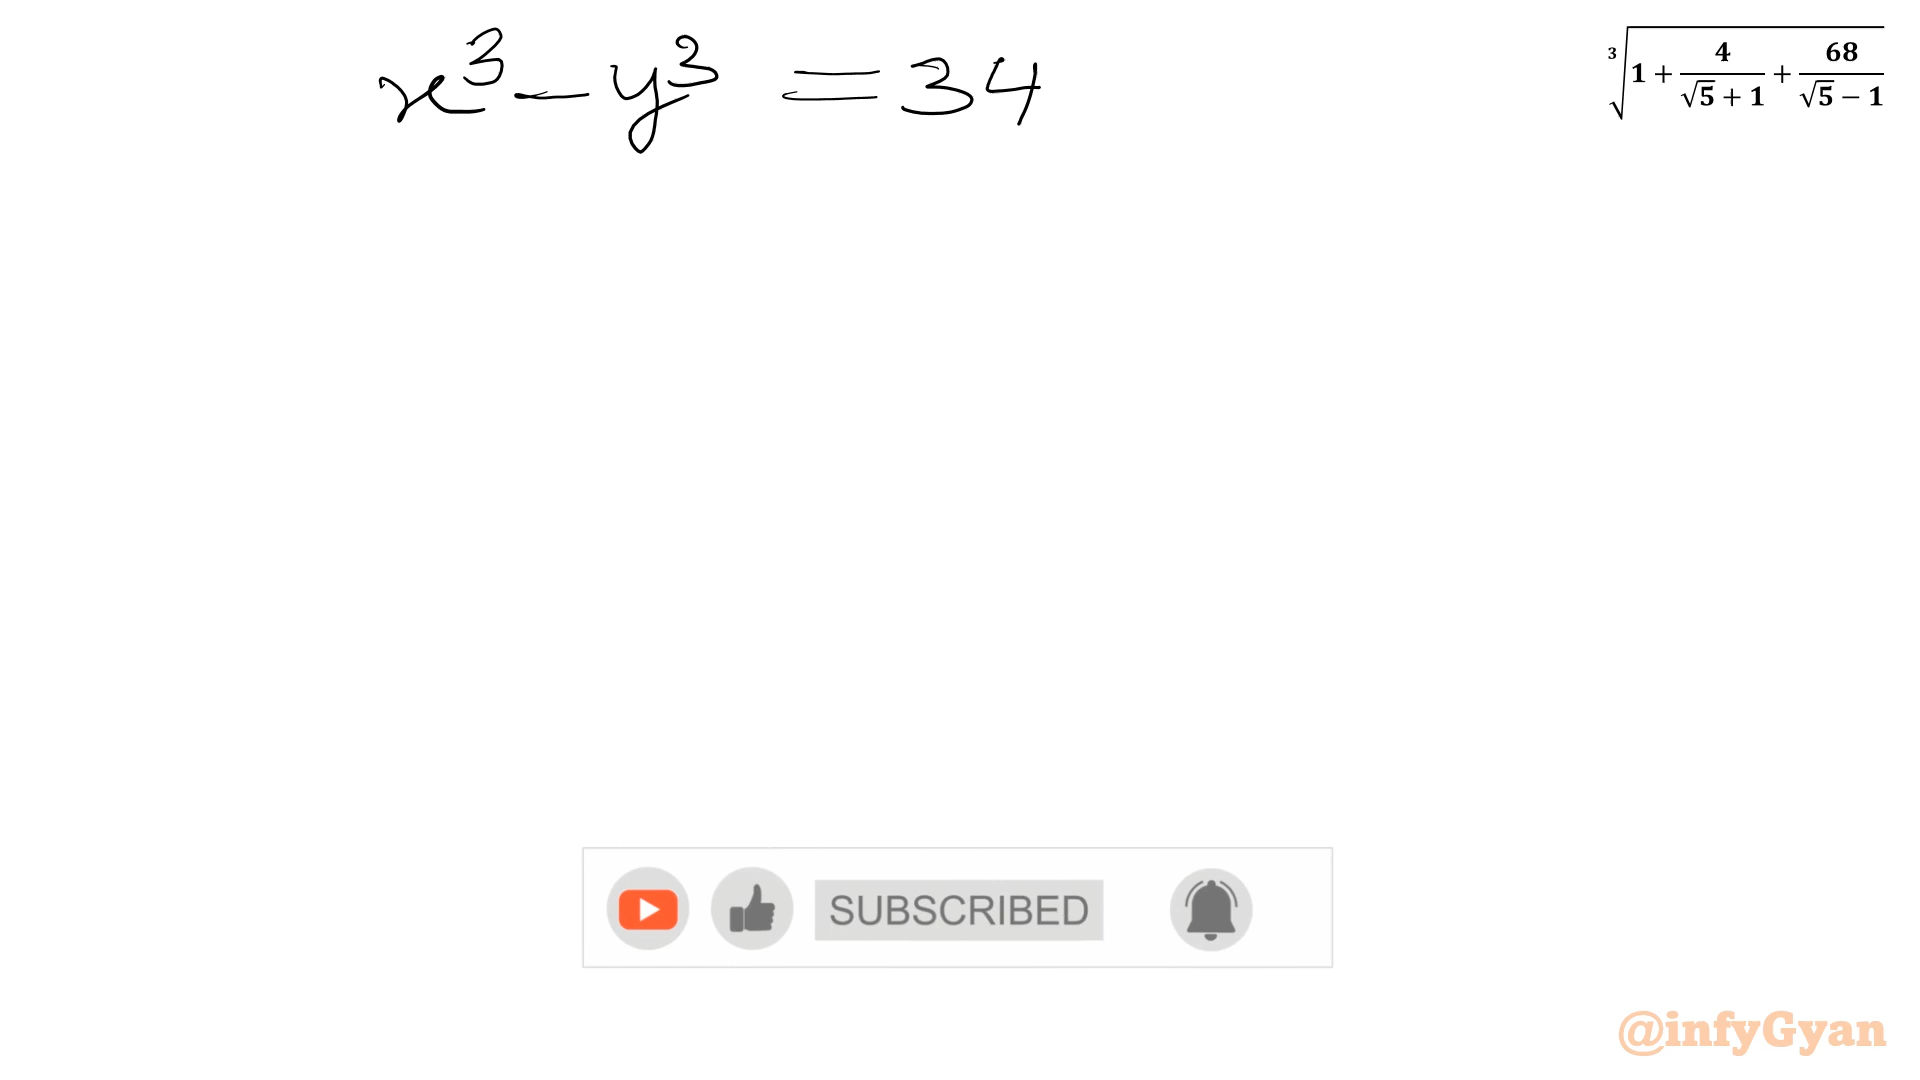 x³ − y³ = 34
∛(1 + 4/(√5 + 1) + 68/(√5 − 1))
SUBSCRIBED
@infyGyan